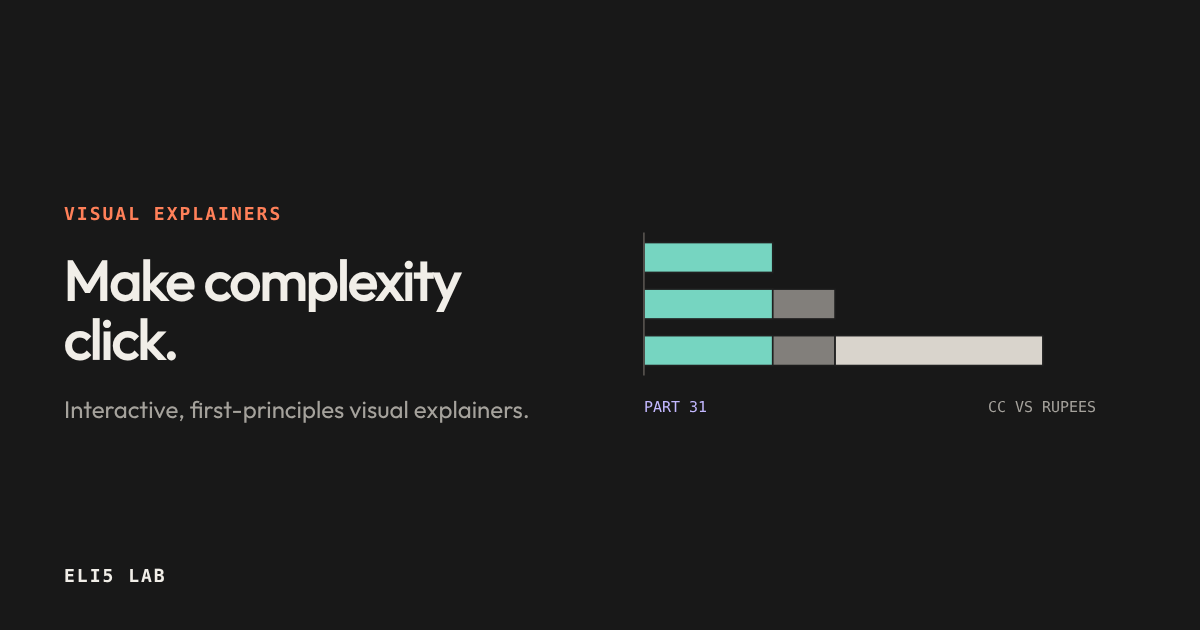 VISUAL EXPLAINERS
Make complexity
click.
Interactive, first-principles visual explainers.
PART 31
CC VS RUPEES
ELI5 LAB